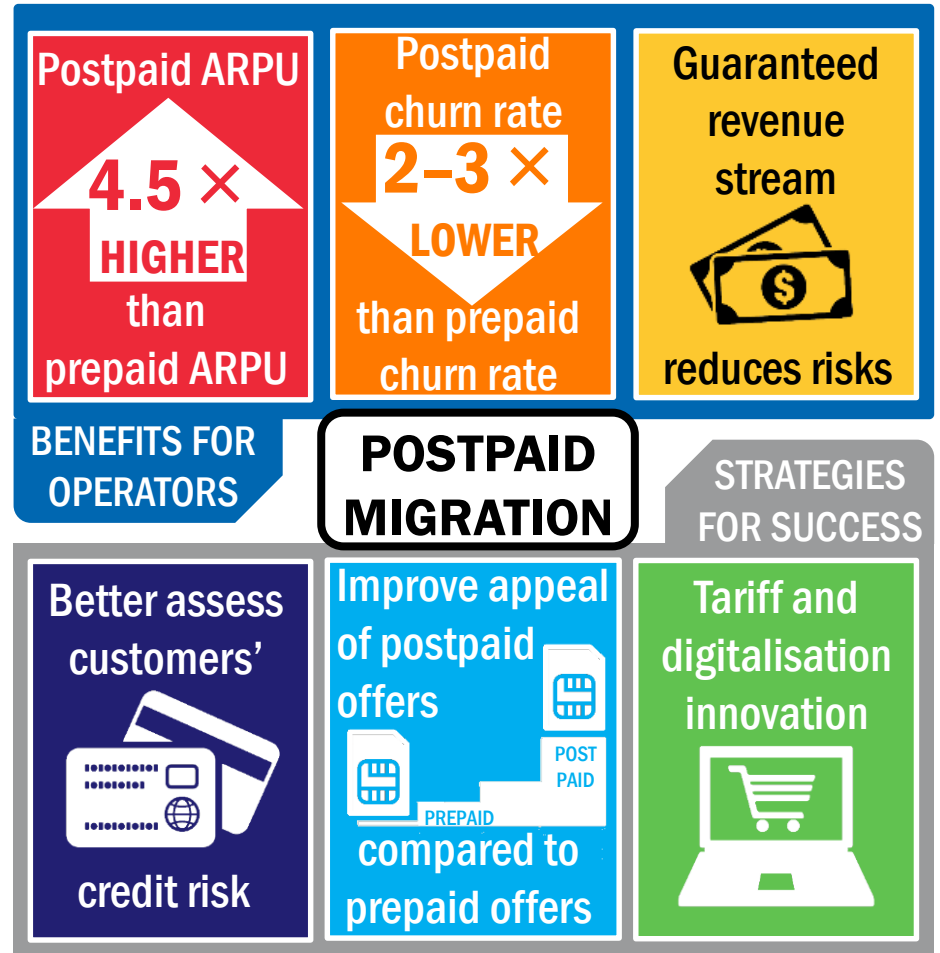 Postpaid ARPU
4.5 ×
HIGHER
than
prepaid ARPU
Postpaid
churn rate
2–3 ×
LOWER
than prepaid
churn rate
Guaranteed
revenue
stream
$
reduces risks
BENEFITS FOR
OPERATORS
POSTPAID
MIGRATION
STRATEGIES
FOR SUCCESS
Better assess
customers’
credit risk
Improve appeal
of postpaid
offers
POST
PAID
PREPAID
compared to
prepaid offers
Tariff and
digitalisation
innovation